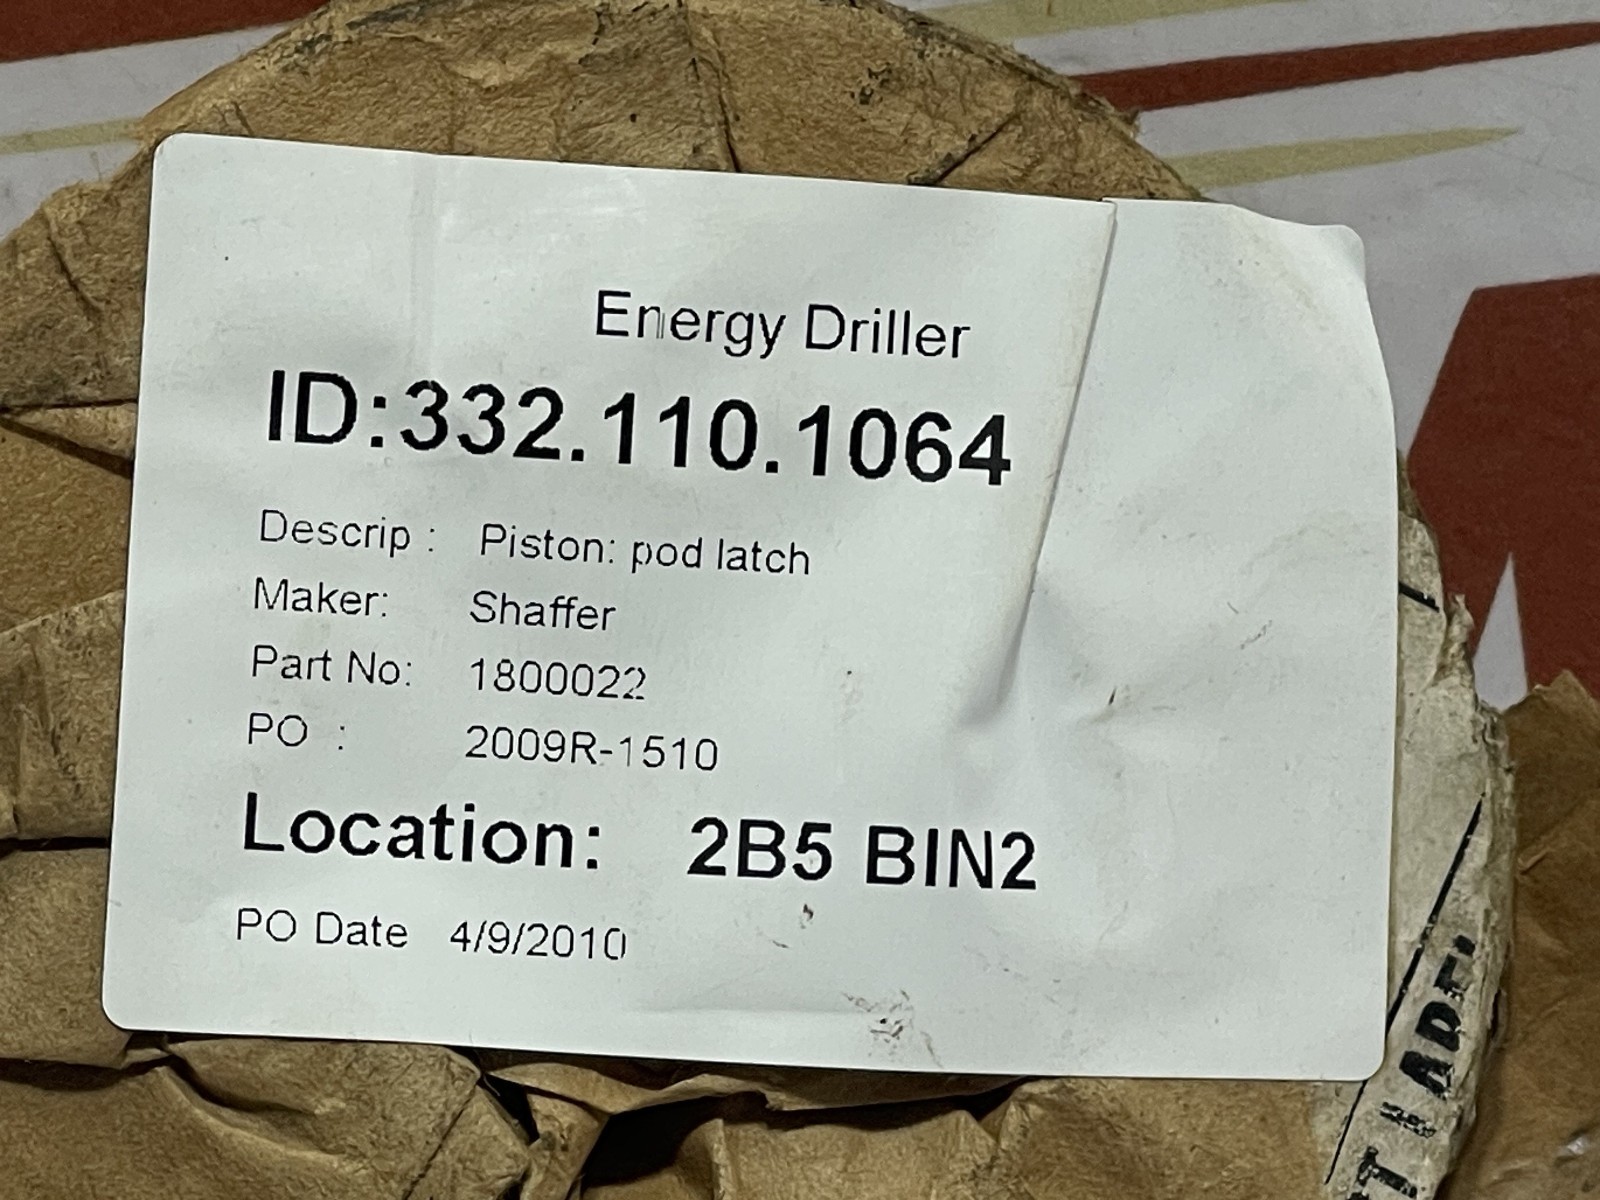 Energy Driller
ID:332.110.1064
Descrip : Piston: pod latch
Maker: Shaffer
Part No: 1800022
PO : 2009R-1510
Location: 2B5 BIN2
PO Date 4/9/2010